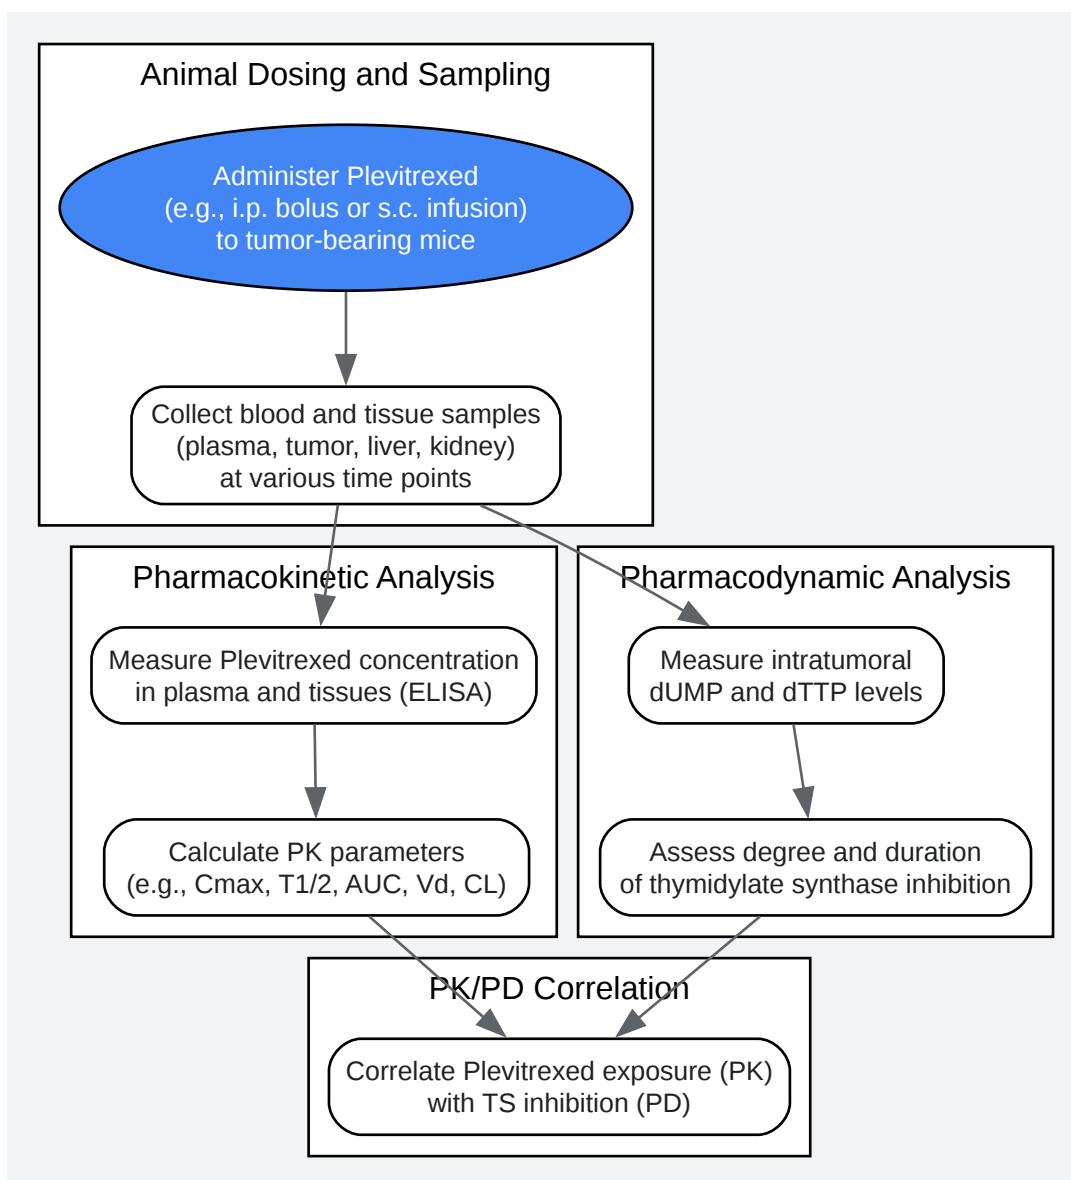 Animal Dosing and Sampling
Administer Plevitrexed
(e.g., i.p. bolus or s.c. infusion)
to tumor-bearing mice
Collect blood and tissue samples
(plasma, tumor, liver, kidney)
at various time points
Pharmacokinetic Analysis
Measure Plevitrexed concentration
in plasma and tissues (ELISA)
Calculate PK parameters
(e.g., Cmax, T1/2, AUC, Vd, CL)
Pharmacodynamic Analysis
Measure intratumoral
dUMP and dTTP levels
Assess degree and duration
of thymidylate synthase inhibition
PK/PD Correlation
Correlate Plevitrexed exposure (PK)
with TS inhibition (PD)